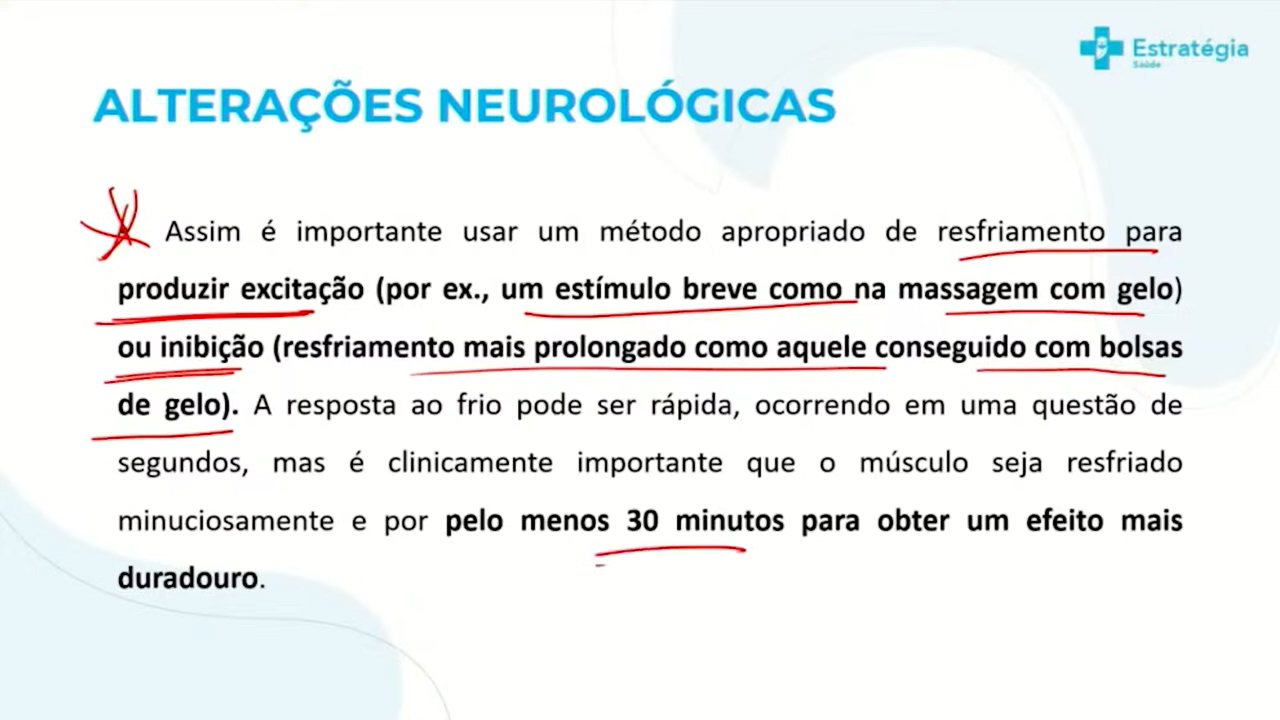 Estratégia
Saúde
ALTERAÇÕES NEUROLÓGICAS
Assim é importante usar um método apropriado de resfriamento para
produzir excitação (por ex., um estímulo breve como na massagem com gelo)
ou inibição (resfriamento mais prolongado como aquele conseguido com bolsas
de gelo). A resposta ao frio pode ser rápida, ocorrendo em uma questão de
segundos, mas é clinicamente importante que o músculo seja resfriado
minuciosamente e por pelo menos 30 minutos para obter um efeito mais
duradouro.